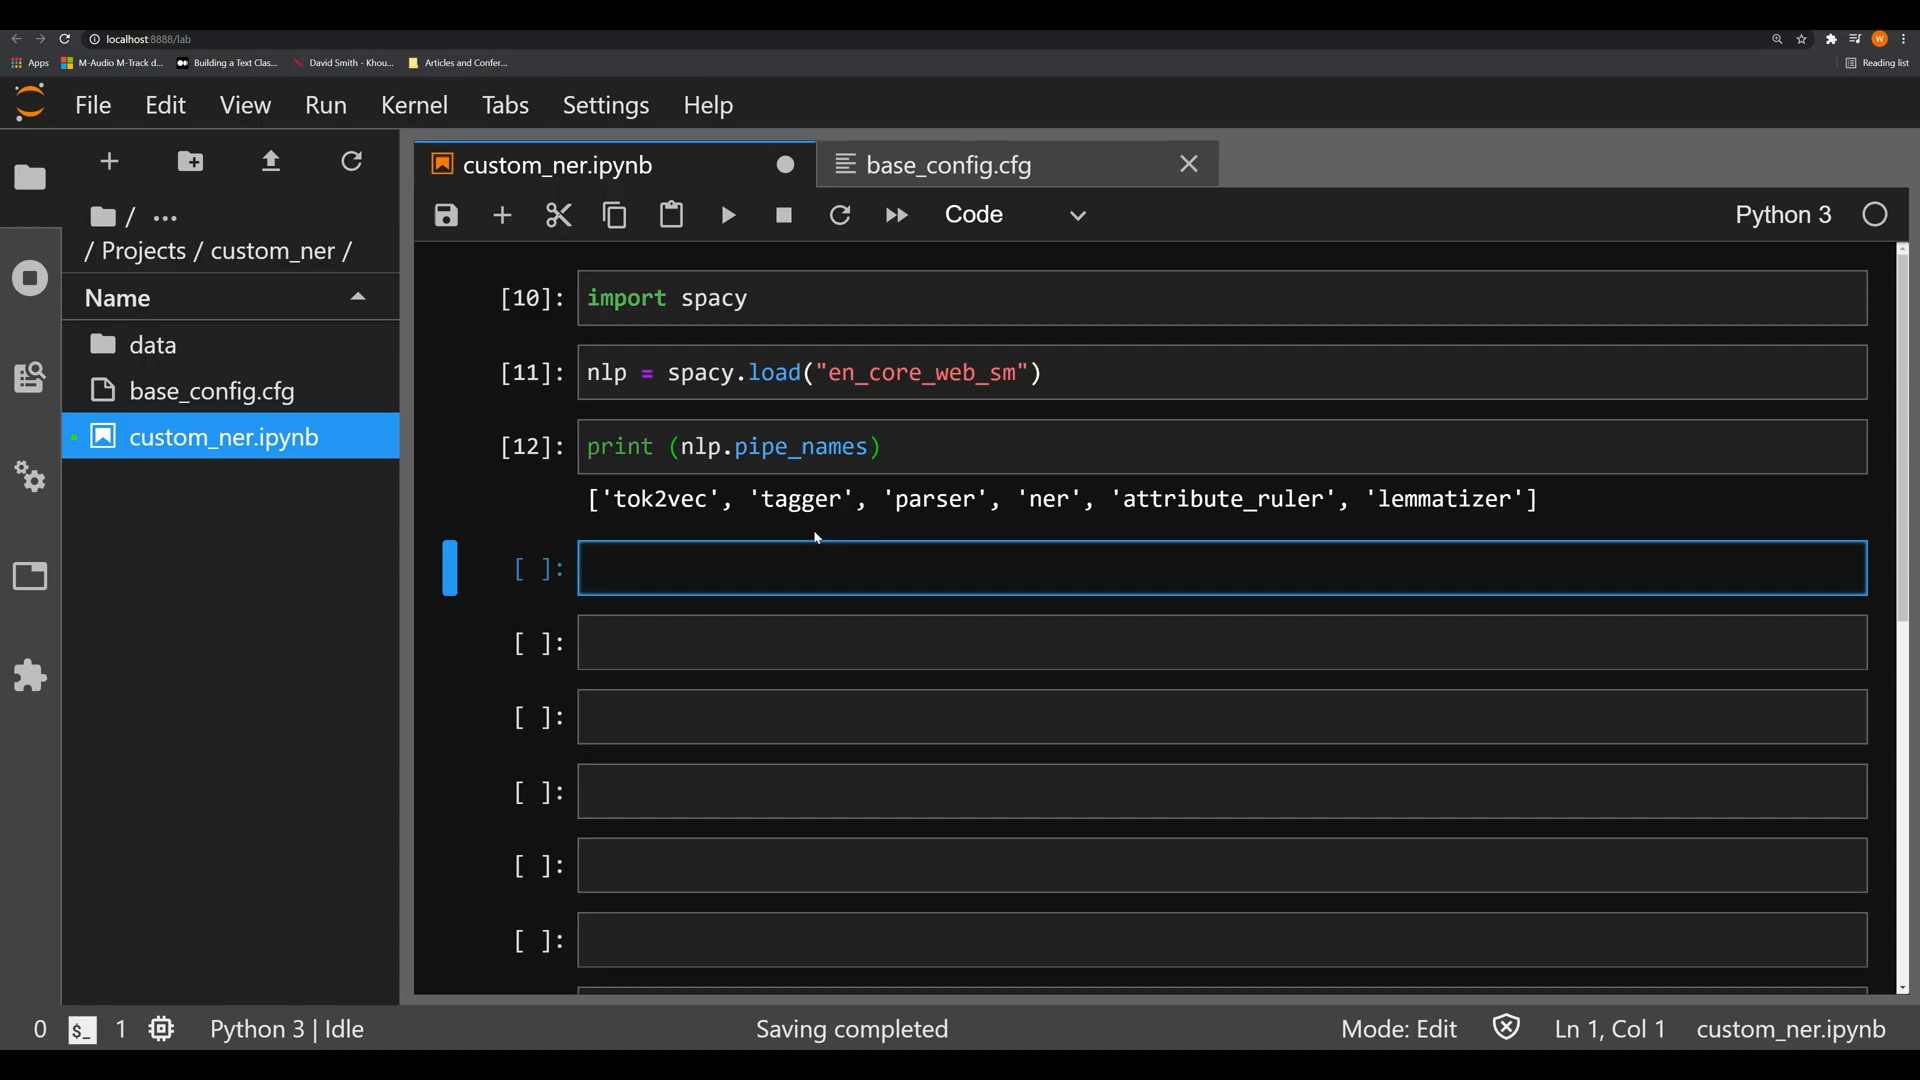 localhost:8888/lab
Apps M-Audio M-Track d... Building a Text Clas... David Smith - Khou... Articles and Confer... Reading list
File Edit View Run Kernel Tabs Settings Help
custom_ner.ipynb base_config.cfg
Code Python 3
/ ...
/ Projects / custom_ner /
Name
data
base_config.cfg
custom_ner.ipynb
[10]: import spacy
[11]: nlp = spacy.load("en_core_web_sm")
[12]: print (nlp.pipe_names)
['tok2vec', 'tagger', 'parser', 'ner', 'attribute_ruler', 'lemmatizer']
[ ]:
[ ]:
[ ]:
[ ]:
[ ]:
[ ]:
0 $_ 1 Python 3 | Idle Saving completed Mode: Edit Ln 1, Col 1 custom_ner.ipynb